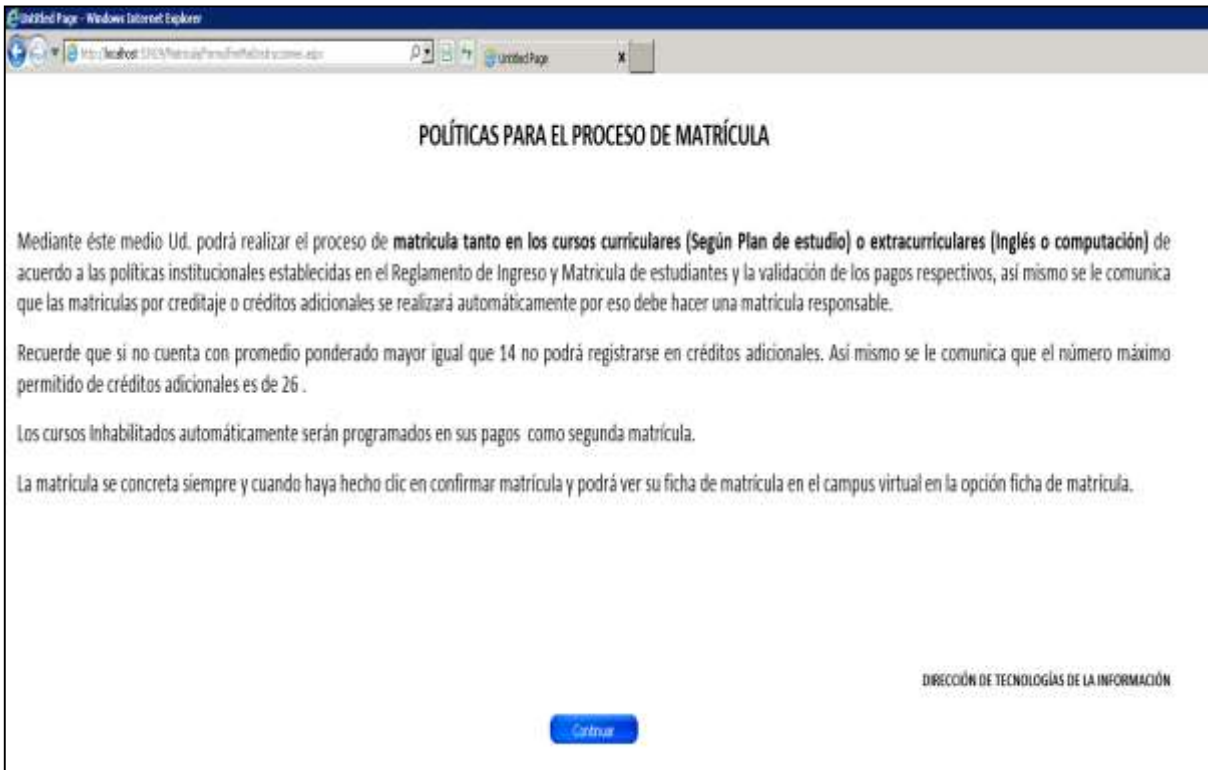 Untitled Page - Windows Internet Explorer
Untitled Page
POLÍTICAS PARA EL PROCESO DE MATRÍCULA
Mediante éste medio Ud. podrá realizar el proceso de matricula tanto en los cursos curriculares (Según Plan de estudio) o extracurriculares (Inglés o computación) de
acuerdo a las políticas institucionales establecidas en el Reglamento de Ingreso y Matricula de estudiantes y la validación de los pagos respectivos, así mismo se le comunica
que las matriculas por creditaje o créditos adicionales se realizará automáticamente por eso debe hacer una matrícula responsable.
Recuerde que si no cuenta con promedio ponderado mayor igual que 14 no podrá registrarse en créditos adicionales. Así mismo se le comunica que el número máximo
permitido de créditos adicionales es de 26 .
Los cursos Inhabilitados automáticamente serán programados en sus pagos como segunda matrícula.
La matrícula se concreta siempre y cuando haya hecho clic en confirmar matrícula y podrá ver su ficha de matrícula en el campus virtual en la opción ficha de matricula.
DIRECCIÓN DE TECNOLOGÍAS DE LA INFORMACIÓN
Continuar